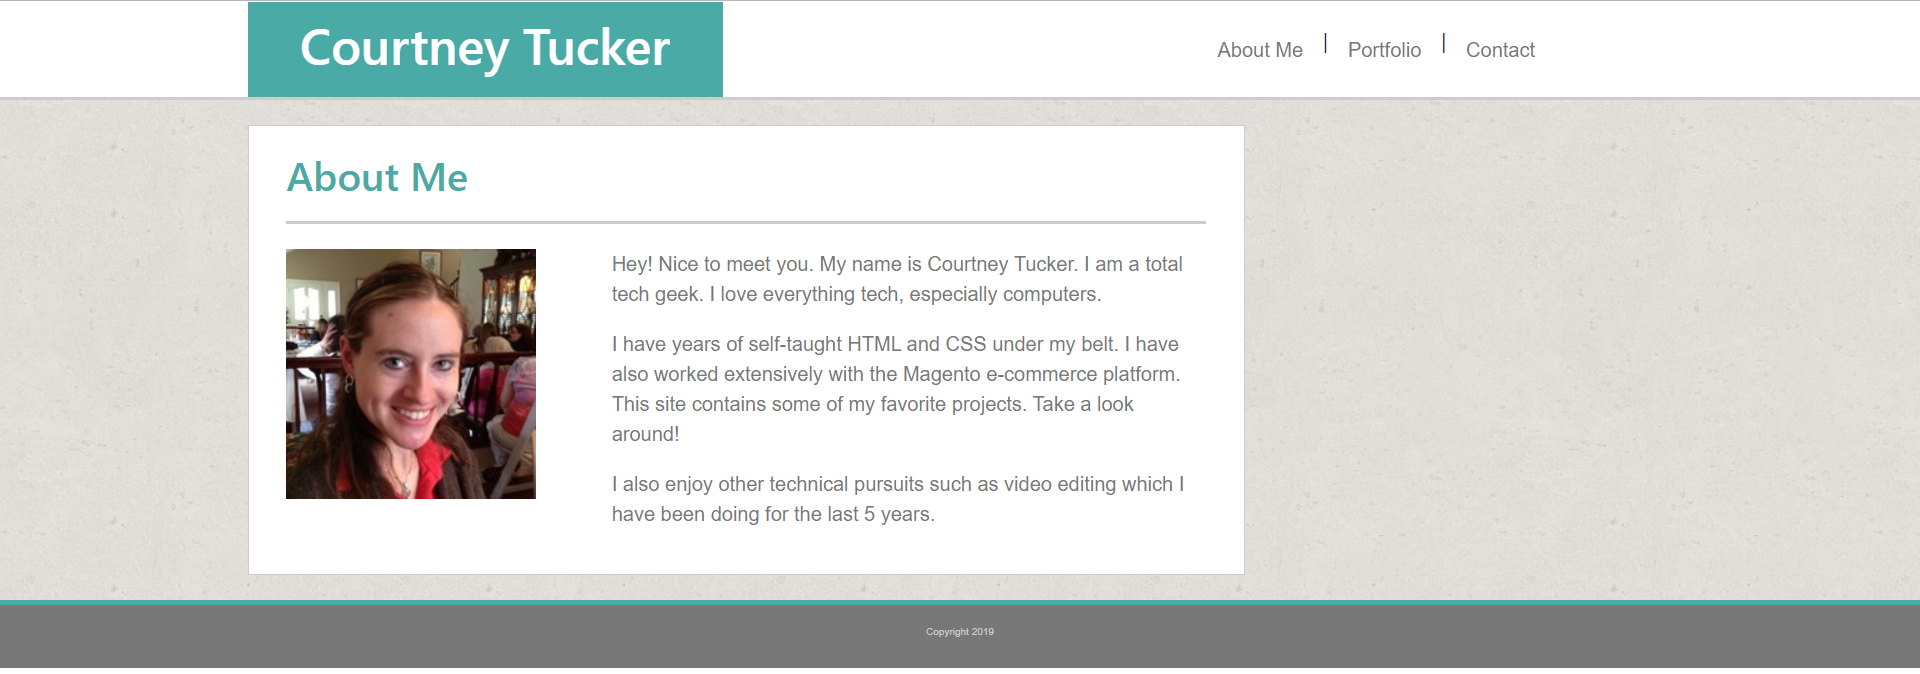 Courtney Tucker
About Me | Portfolio | Contact
About Me
Hey! Nice to meet you. My name is Courtney Tucker. I am a total
tech geek. I love everything tech, especially computers.
I have years of self-taught HTML and CSS under my belt. I have
also worked extensively with the Magento e-commerce platform.
This site contains some of my favorite projects. Take a look
around!
I also enjoy other technical pursuits such as video editing which I
have been doing for the last 5 years.
Copyright 2019